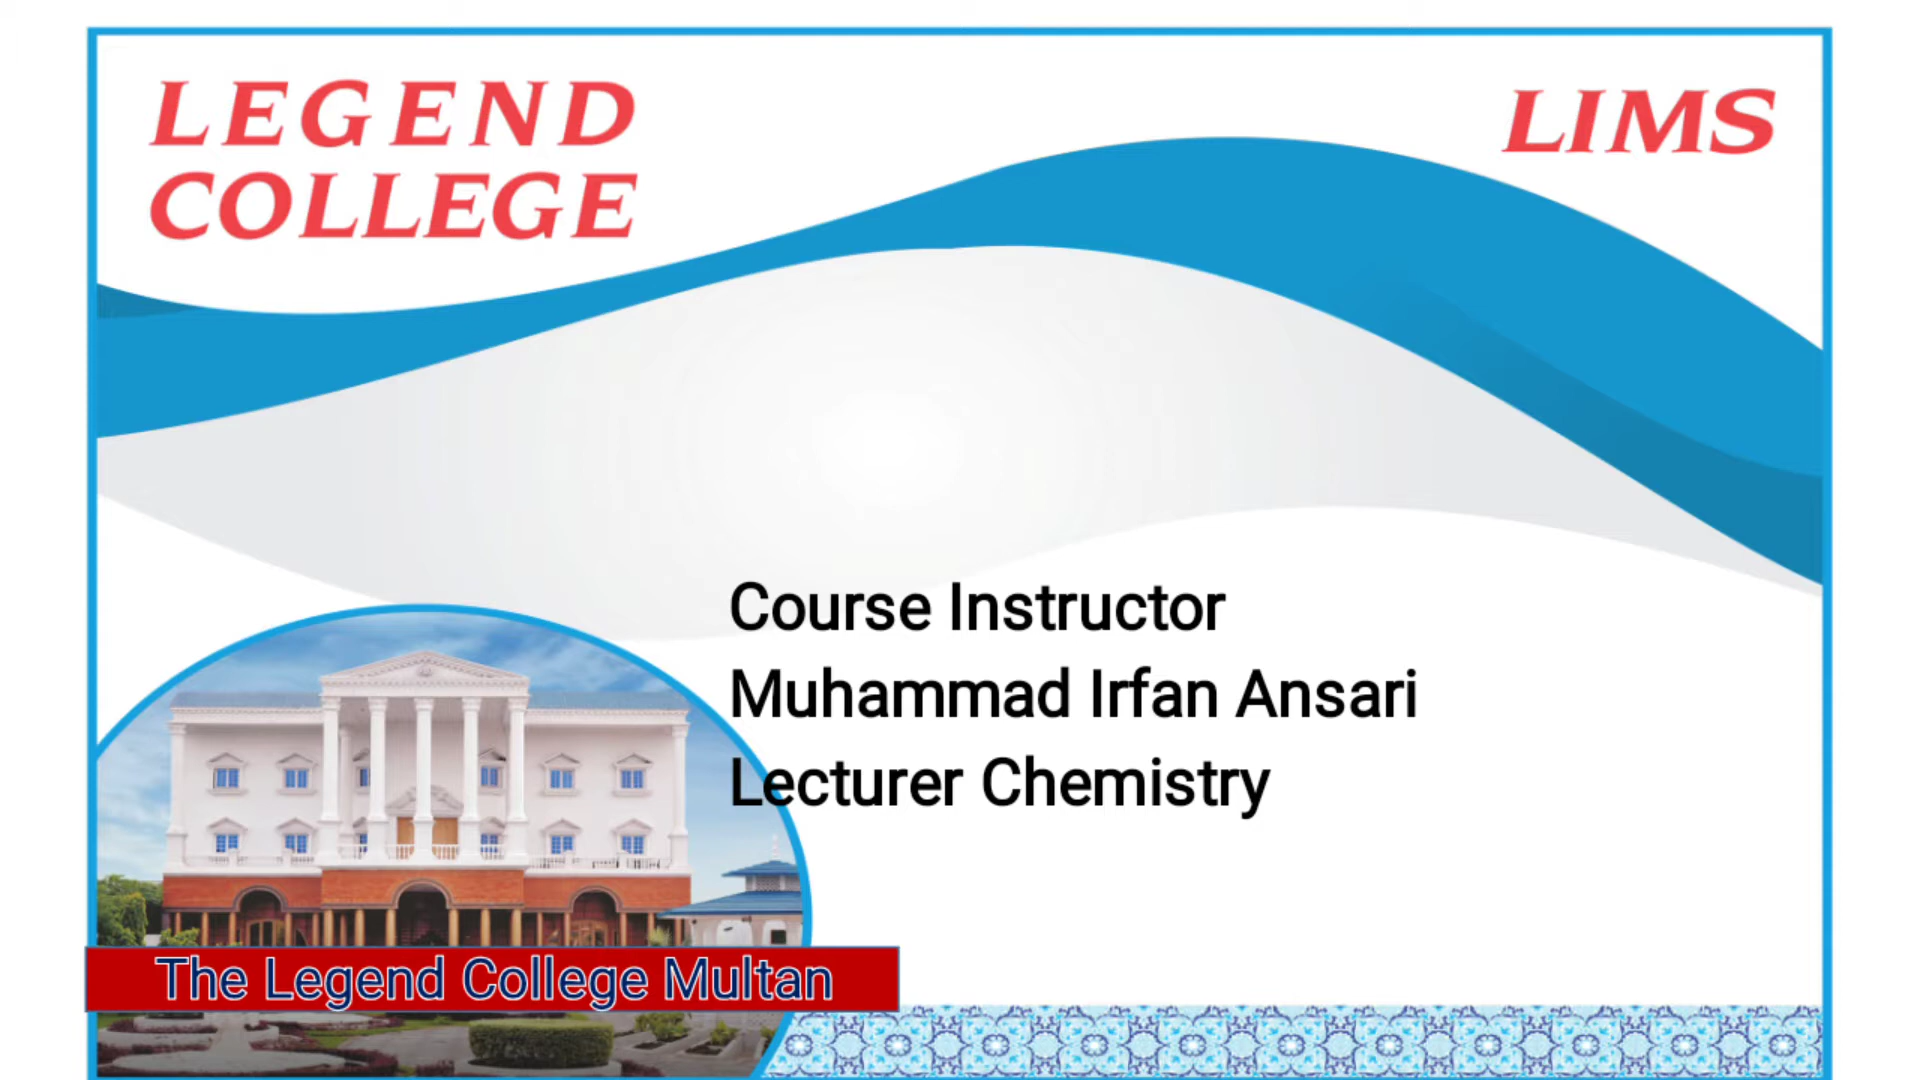 LEGEND
COLLEGE
LIMS
Course Instructor
Muhammad Irfan Ansari
Lecturer Chemistry
The Legend College Multan